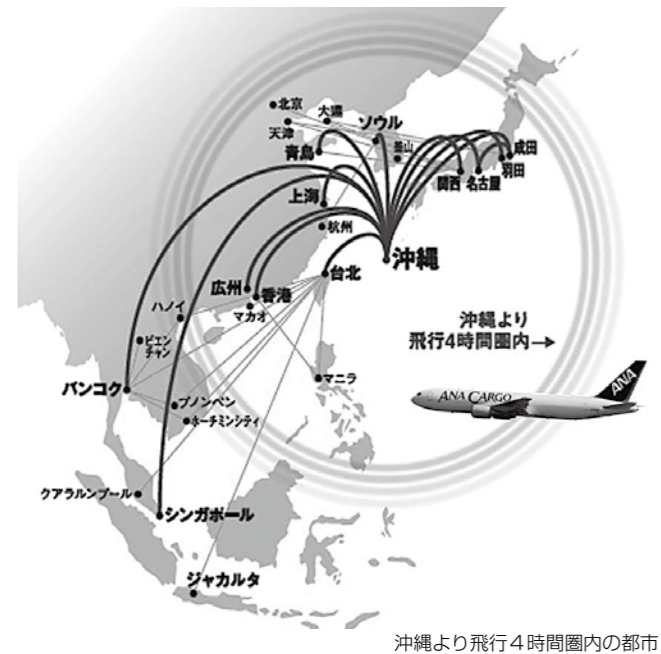 北京
大連
天津
ソウル
青島
釜山
成田
羽田
関西
名古屋
上海
杭州
沖縄
台北
広州
香港
マカオ
ハノイ
ビエン
チャン
沖縄より
飛行4時間圏内→
バンコク
マニラ
プノンペン
ホーチミンシティ
ANA CARGO
ANA
クアラルンプール
シンガポール
ジャカルタ
沖縄より飛行４時間圏内の都市